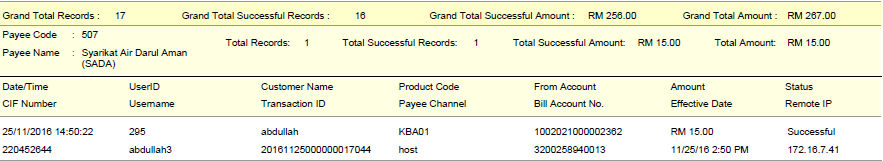 Grand Total Records : 17 Grand Total Successful Records : 16 Grand Total Successful Amount : RM 256.00 Grand Total Amount : RM 267.00
Payee Code : 507
Total Records: 1 Total Successful Records: 1 Total Successful Amount: RM 15.00 Total Amount: RM 15.00
Payee Name : Syarikat Air Darul Aman
(SADA)
Date/Time UserID Customer Name Product Code From Account Amount Status
CIF Number Username Transaction ID Payee Channel Bill Account No. Effective Date Remote IP
25/11/2016 14:50:22 295 abdullah KBA01 1002021000002362 RM 15.00 Successful
220452644 abdullah3 20161125000000017044 host 3200258940013 11/25/16 2:50 PM 172.16.7.41